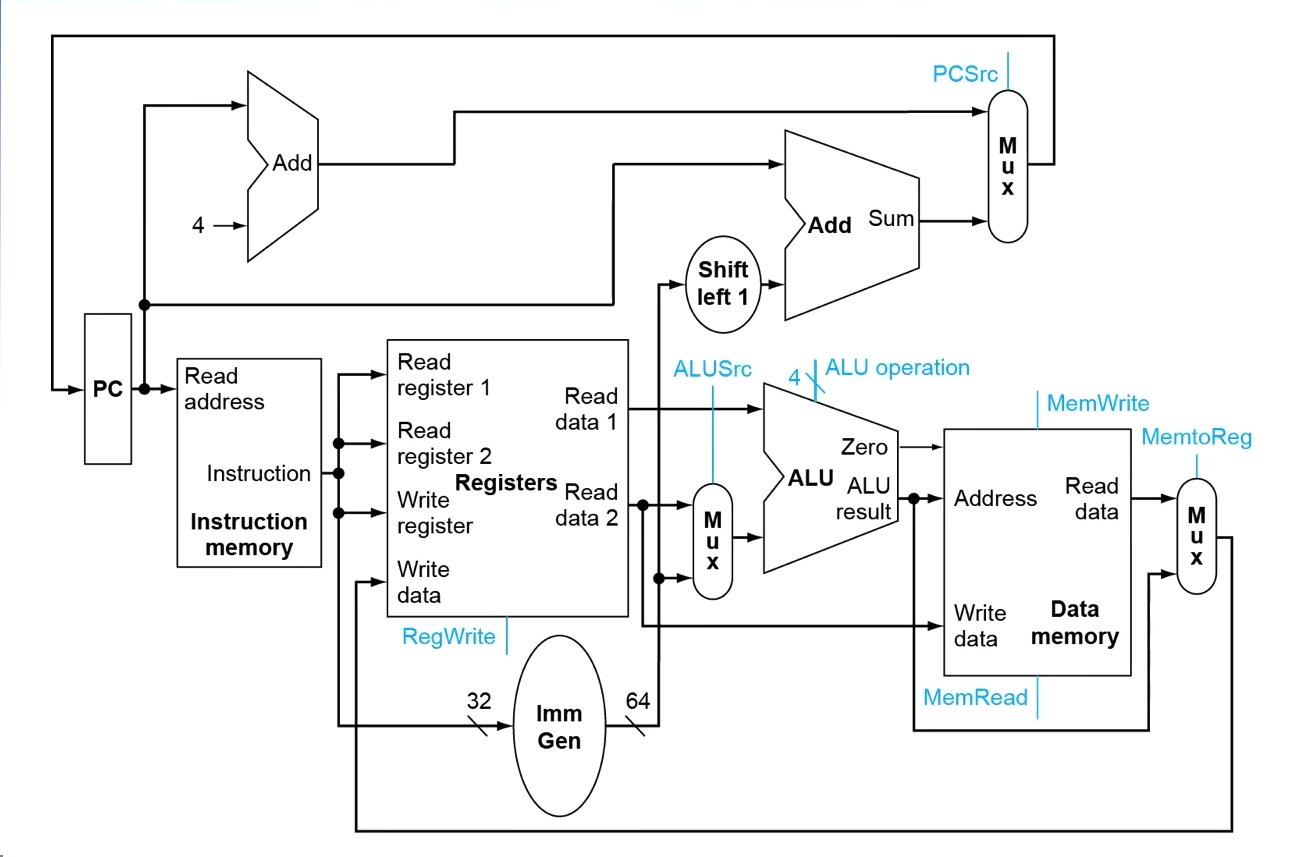 PCSrc
M
u
x
Add
4
Add
Sum
Shift
left 1
PC
Read
address
Instruction
Instruction
memory
Read
register 1
Read
register 2
Write
register
Write
data
Registers
Read
data 1
Read
data 2
RegWrite
ALUSrc
M
u
x
4
ALU operation
Zero
ALU
ALU
result
MemWrite
Address
Read
data
Write
data
Data
memory
MemRead
MemtoReg
M
u
x
32
Imm
Gen
64